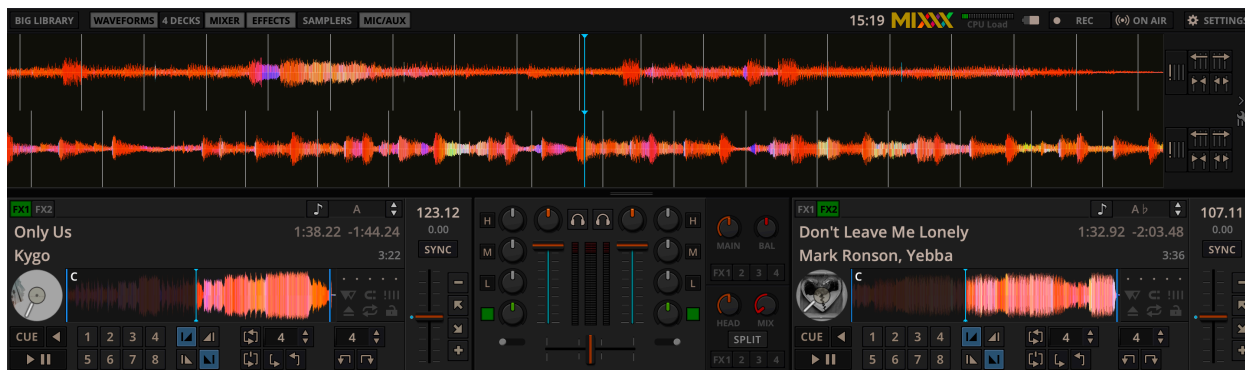 BIG LIBRARY WAVEFORMS 4 DECKS MIXER EFFECTS SAMPLERS MIC/AUX 15:19 MIXXX CPU Load REC ON AIR SETTINGS
FX1 FX2 A 123.12
Only Us 1:38.22 -1:44.24 0.00
Kygo 3:22 SYNC
C
CUE 1 2 3 4 4 4
5 6 7 8
H H
M M
L L
MAIN BAL
FX1 2 3 4
HEAD MIX
SPLIT
FX1 2 3 4
FX1 FX2 A♭ 107.11
Don't Leave Me Lonely 1:32.92 -2:03.48 0.00
Mark Ronson, Yebba 3:36 SYNC
C
CUE 1 2 3 4 4 4
5 6 7 8